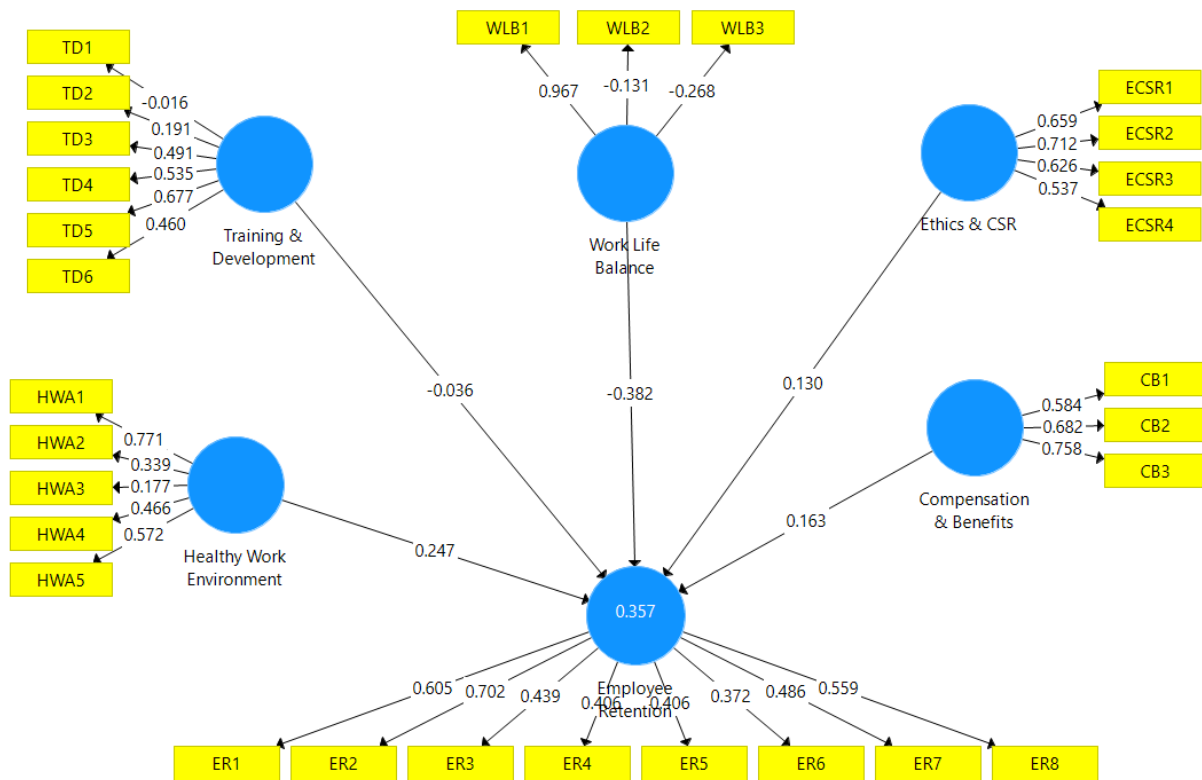 WLB1 WLB2 WLB3
TD1
TD2
TD3
TD4
TD5
TD6
-0.016
0.191
0.491
0.535
0.677
0.460
Training &
Development
0.967 -0.131 -0.268
Work Life
Balance
ECSR1
ECSR2
ECSR3
ECSR4
0.659
0.712
0.626
0.537
Ethics & CSR
-0.036
-0.382
0.130
HWA1
HWA2
HWA3
HWA4
HWA5
0.771
0.339
0.177
0.466
0.572
Healthy Work
Environment
0.247
CB1
CB2
CB3
0.584
0.682
0.758
Compensation
& Benefits
0.163
0.357
Employee
Retention
0.605 0.702 0.439 0.406 0.406 0.372 0.486 0.559
ER1 ER2 ER3 ER4 ER5 ER6 ER7 ER8